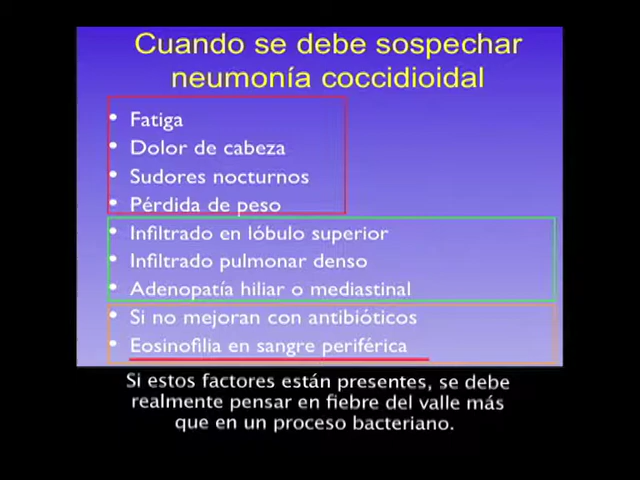 Cuando se debe sospechar
neumonía coccidioidal
• Fatiga
• Dolor de cabeza
• Sudores nocturnos
• Pérdida de peso
• Infiltrado en lóbulo superior
• Infiltrado pulmonar denso
• Adenopatía hiliar o mediastinal
• Si no mejoran con antibióticos
• Eosinofilia en sangre periférica
Si estos factores están presentes, se debe
realmente pensar en fiebre del valle más
que en un proceso bacteriano.